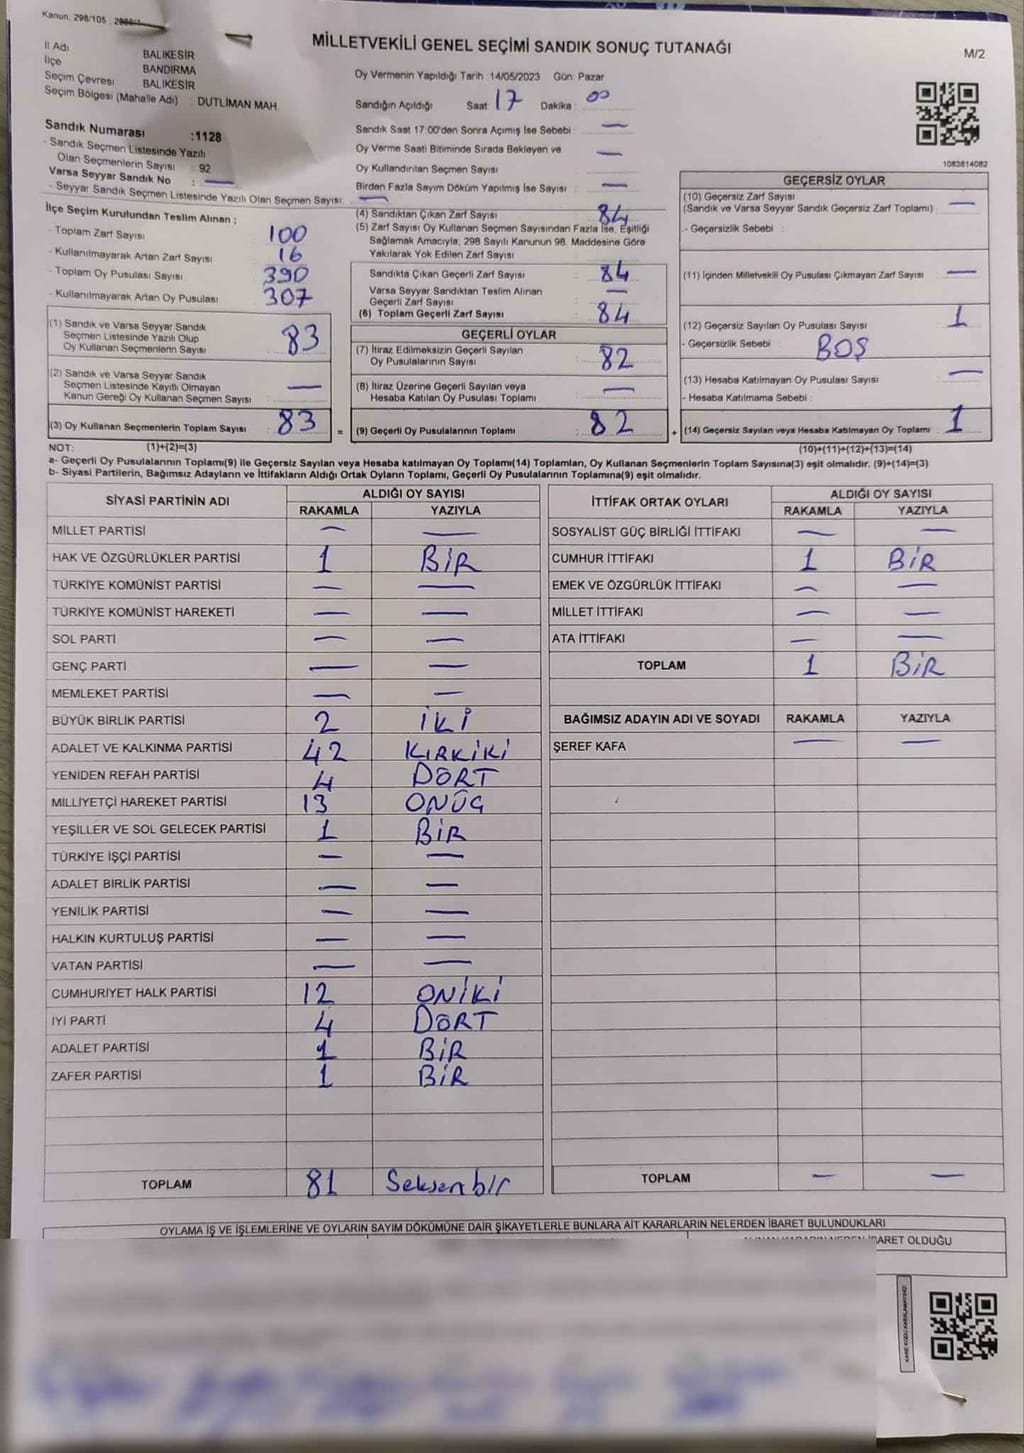 Kanun: 298/105
MİLLETVEKİLİ GENEL SEÇİMİ SANDIK SONUÇ TUTANAĞI
M/2
İl Adı BALIKESİR
İlçe BANDIRMA
Seçim Çevresi BALIKESİR
Seçim Bölgesi (Mahalle Adı) : DUTLİMAN MAH
Sandık Numarası :1128
- Sandık Seçmen Listesinde Yazılı
Olan Seçmenlerin Sayısı : 92
Varsa Seyyar Sandık No : —
- Seyyar Sandık Seçmen Listesinde Yazılı Olan Seçmen Sayısı: —
İlçe Seçim Kurulundan Teslim Alınan ;
- Toplam Zarf Sayısı 100
- Kullanılmayarak Artan Zarf Sayısı 16
- Toplam Oy Pusulası Sayısı 390
- Kullanılmayarak Artan Oy Pusulası 307
(1) Sandık ve Varsa Seyyar Sandık
Seçmen Listesinde Yazılı Olup
Oy Kullanan Seçmenlerin Sayısı 83
(2) Sandık ve Varsa Seyyar Sandık
Seçmen Listesinde Kayıtlı Olmayan
Kanun Gereği Oy Kullanan Seçmen Sayısı —
(3) Oy Kullanan Seçmenlerin Toplam Sayısı 83 =
Oy Vermenin Yapıldığı Tarih :14/05/2023 Gün: Pazar
Sandığın Açıldığı Saat 17 Dakika : 00
Sandık Saat 17:00'den Sonra Açımış İse Sebebi : —
Oy Verme Saati Bitiminde Sırada Bekleyen ve
Oy Kullandırılan Seçmen Sayısı —
Birden Fazla Sayım Döküm Yapılmış İse Sayısı : —
(4) Sandıktan Çıkan Zarf Sayısı 84
(5) Zarf Sayısı Oy Kullanan Seçmen Sayısından Fazla İse, Eşitliği
Sağlamak Amacıyla, 298 Sayılı Kanunun 98. Maddesine Göre
Yakılarak Yok Edilen Zarf Sayısı
Sandıkta Çıkan Geçerli Zarf Sayısı : 84
Varsa Seyyar Sandıktan Teslim Alınan
Geçerli Zarf Sayısı —
(6) Toplam Geçerli Zarf Sayısı : 84
GEÇERLİ OYLAR
(7) İtiraz Edilmeksizin Geçerli Sayılan
Oy Pusulalarının Sayısı : 82
(8) İtiraz Üzerine Geçerli Sayılan veya
Hesaba Katılan Oy Pusulası Toplamı : —
(9) Geçerli Oy Pusulalarının Toplamı : 82 +
1083814082
GEÇERSİZ OYLAR
(10) Geçersiz Zarf Sayısı
(Sandık ve Varsa Seyyar Sandık Geçersiz Zarf Toplamı) : —
- Geçersizlik Sebebi :
(11) İçinden Milletvekili Oy Pusulası Çıkmayan Zarf Sayısı : —
(12) Geçersiz Sayılan Oy Pusulası Sayısı : 1
- Geçersizlik Sebebi : BOŞ
(13) Hesaba Katılmayan Oy Pusulası Sayısı : —
- Hesaba Katılmama Sebebi :
(14) Geçersiz Sayılan veya Hesaba Katılmayan Oy Toplamı : 1
NOT: (1)+(2)=(3) (10)+(11)+(12)+(13)=(14)
a- Geçerli Oy Pusulalarının Toplamı(9) ile Geçersiz Sayılan veya Hesaba katılmayan Oy Toplamı(14) Toplamları, Oy Kullanan Seçmenlerin Toplam Sayısına(3) eşit olmalıdır. (9)+(14)=(3)
b- Siyasi Partilerin, Bağımsız Adayların ve İttifakların Aldığı Ortak Oyların Toplamı, Geçerli Oy Pusulalarının Toplamına(9) eşit olmalıdır.
SİYASİ PARTİNİN ADI ALDIĞI OY SAYISI
RAKAMLA YAZIYLA
MİLLET PARTİSİ — —
HAK VE ÖZGÜRLÜKLER PARTİSİ 1 BİR
TÜRKİYE KOMÜNİST PARTİSİ — —
TÜRKİYE KOMÜNİST HAREKETİ — —
SOL PARTİ — —
GENÇ PARTİ — —
MEMLEKET PARTİSİ — —
BÜYÜK BİRLİK PARTİSİ 2 İKİ
ADALET VE KALKINMA PARTİSİ 42 KIRKİKİ
YENİDEN REFAH PARTİSİ 4 DÖRT
MİLLİYETÇİ HAREKET PARTİSİ 13 ONÜÇ
YEŞİLLER VE SOL GELECEK PARTİSİ 1 BİR
TÜRKİYE İŞÇİ PARTİSİ — —
ADALET BİRLİK PARTİSİ — —
YENİLİK PARTİSİ — —
HALKIN KURTULUŞ PARTİSİ — —
VATAN PARTİSİ — —
CUMHURİYET HALK PARTİSİ 12 ONİKİ
İYİ PARTİ 4 DÖRT
ADALET PARTİSİ 1 BİR
ZAFER PARTİSİ 1 BİR
TOPLAM 81 Seksenbir
İTTİFAK ORTAK OYLARI ALDIĞI OY SAYISI
RAKAMLA YAZIYLA
SOSYALİST GÜÇ BİRLİĞİ İTTİFAKI — —
CUMHUR İTTİFAKI 1 BİR
EMEK VE ÖZGÜRLÜK İTTİFAKI — —
MİLLET İTTİFAKI — —
ATA İTTİFAKI — —
TOPLAM 1 BİR
BAĞIMSIZ ADAYIN ADI VE SOYADI RAKAMLA YAZIYLA
ŞEREF KAFA — —
TOPLAM — —
OYLAMA İŞ VE İŞLEMLERİNE VE OYLARIN SAYIM DÖKÜMÜNE DAİR ŞİKAYETLERLE BUNLARA AİT KARARLARIN NELERDEN İBARET BULUNDUKLARI
İBARET OLDUĞU